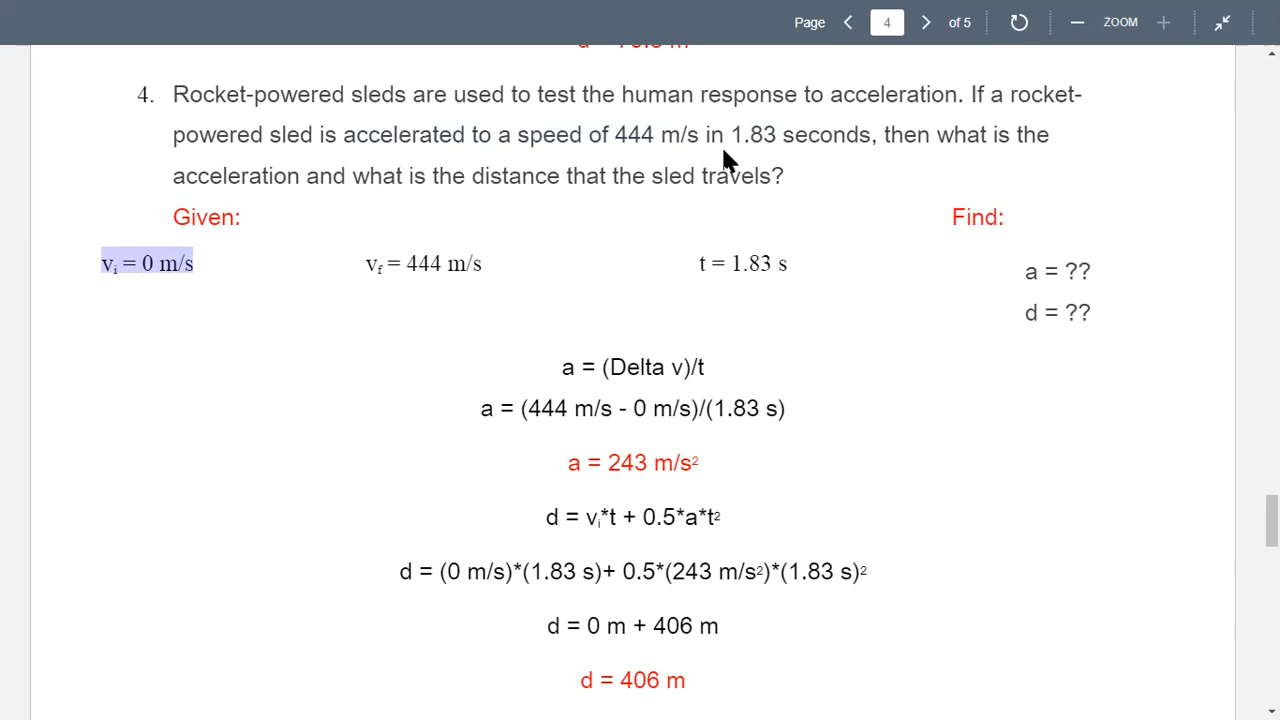 Page 4 of 5 ZOOM
4. Rocket-powered sleds are used to test the human response to acceleration. If a rocket-
powered sled is accelerated to a speed of 444 m/s in 1.83 seconds, then what is the
acceleration and what is the distance that the sled travels?
Given: Find:
vᵢ = 0 m/s v_f = 444 m/s t = 1.83 s
a = ??
d = ??
a = (Delta v)/t
a = (444 m/s - 0 m/s)/(1.83 s)
a = 243 m/s²
d = vᵢ*t + 0.5*a*t²
d = (0 m/s)*(1.83 s)+ 0.5*(243 m/s²)*(1.83 s)²
d = 0 m + 406 m
d = 406 m